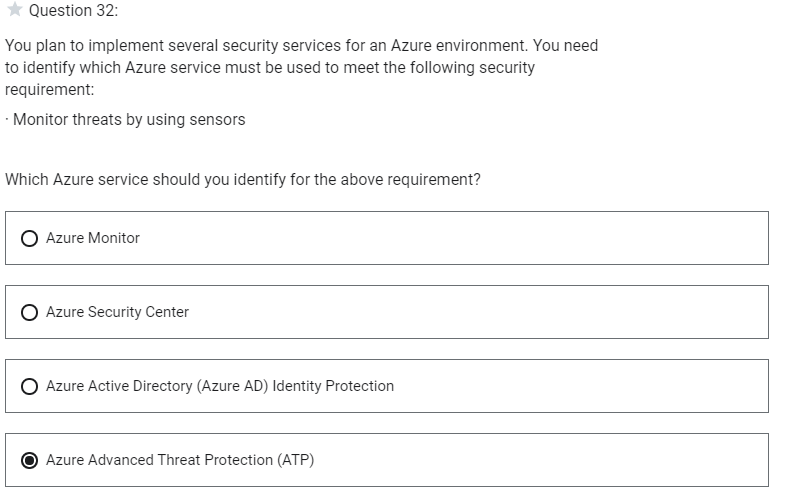 Question 32:
You plan to implement several security services for an Azure environment. You need
to identify which Azure service must be used to meet the following security
requirement:
· Monitor threats by using sensors
Which Azure service should you identify for the above requirement?
Azure Monitor
Azure Security Center
Azure Active Directory (Azure AD) Identity Protection
Azure Advanced Threat Protection (ATP)